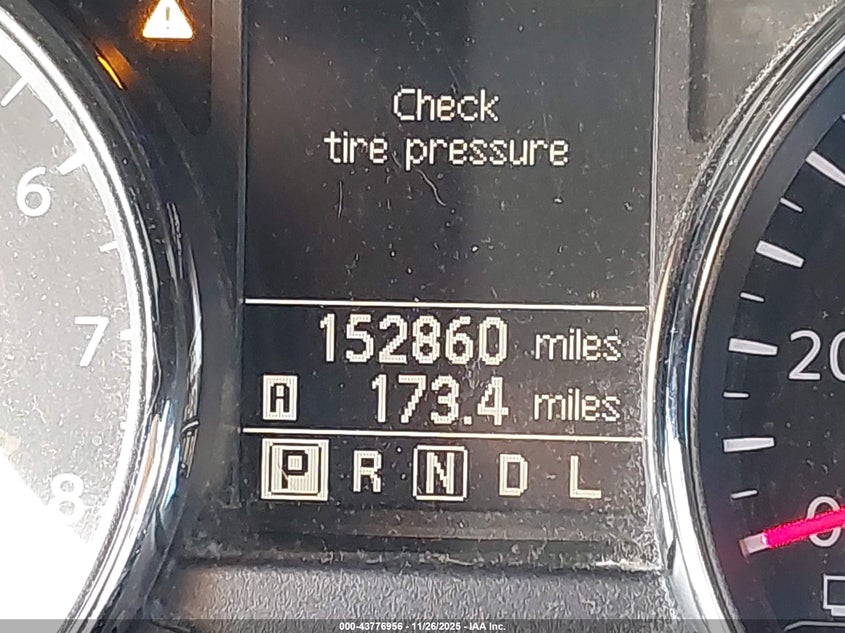 Check
tire pressure
6
7
8
152860 miles
A 173.4 miles
P R N D L
20
0
000-43776956 - 11/26/2025 - IAA Inc.